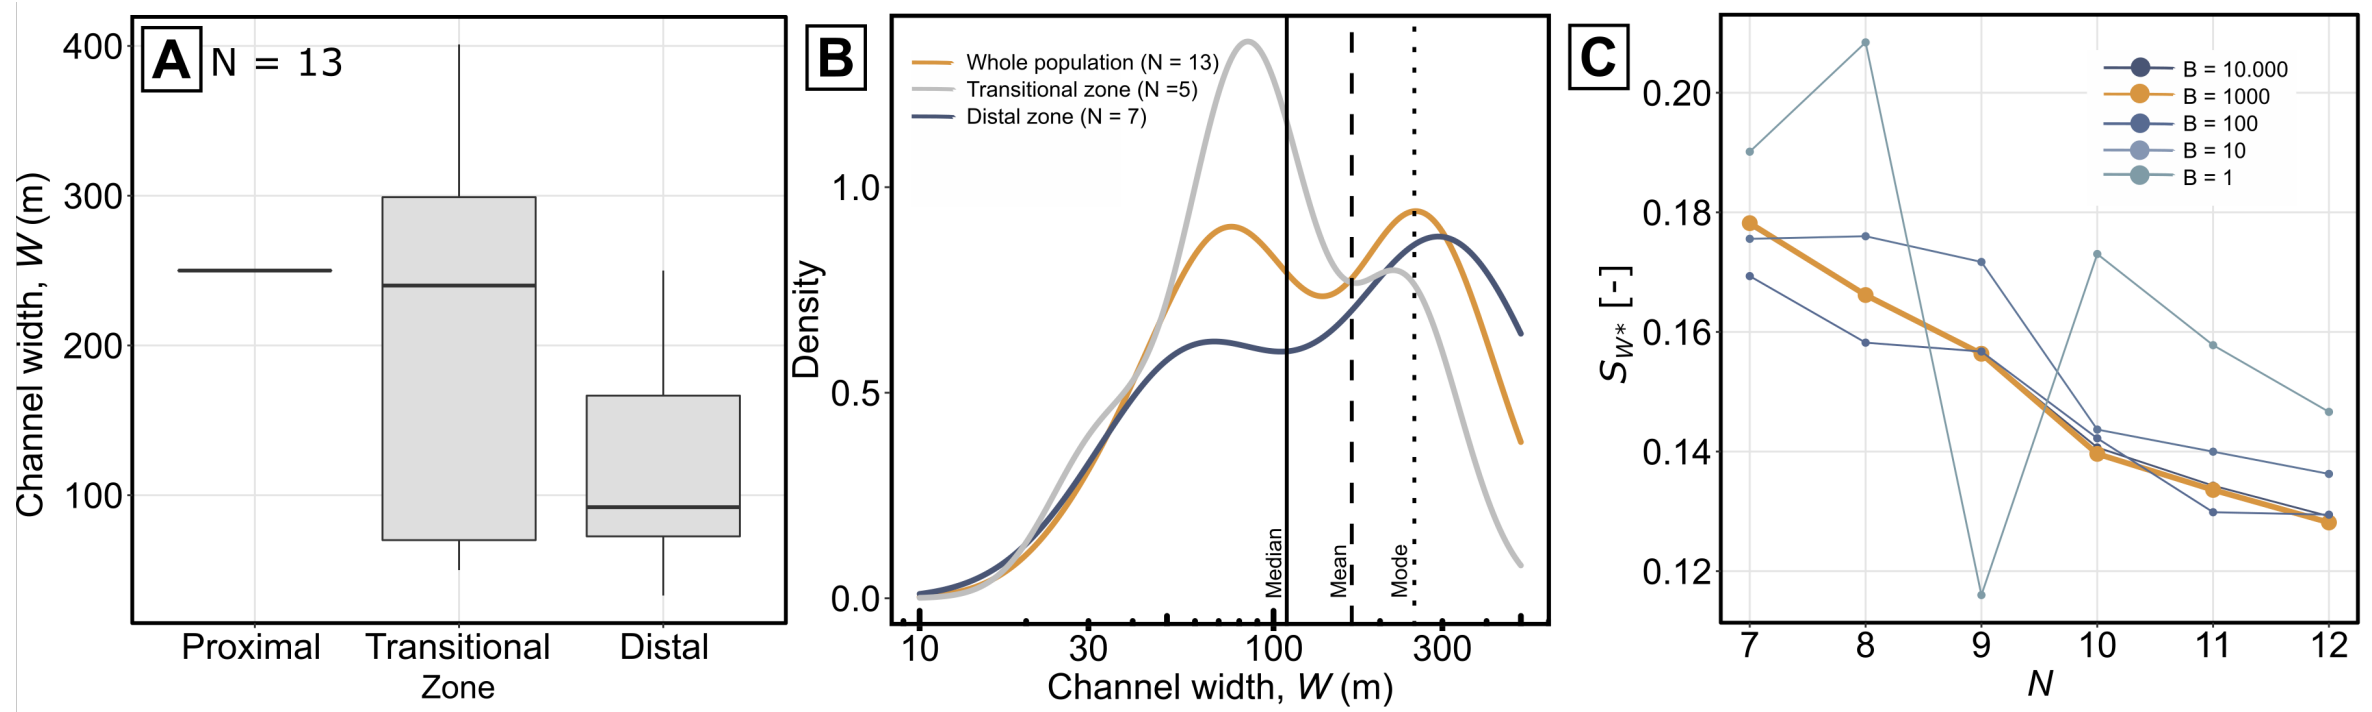 A
N = 13
Channel width, W (m)
400
300
200
100
Proximal
Transitional
Distal
Zone
B
Whole population (N = 13)
Transitional zone (N =5)
Distal zone (N = 7)
Density
1.0
0.5
0.0
Median
Mean
Mode
10
30
100
300
Channel width, W (m)
C
B = 10.000
B = 1000
B = 100
B = 10
B = 1
S_W* [-]
0.20
0.18
0.16
0.14
0.12
7
8
9
10
11
12
N